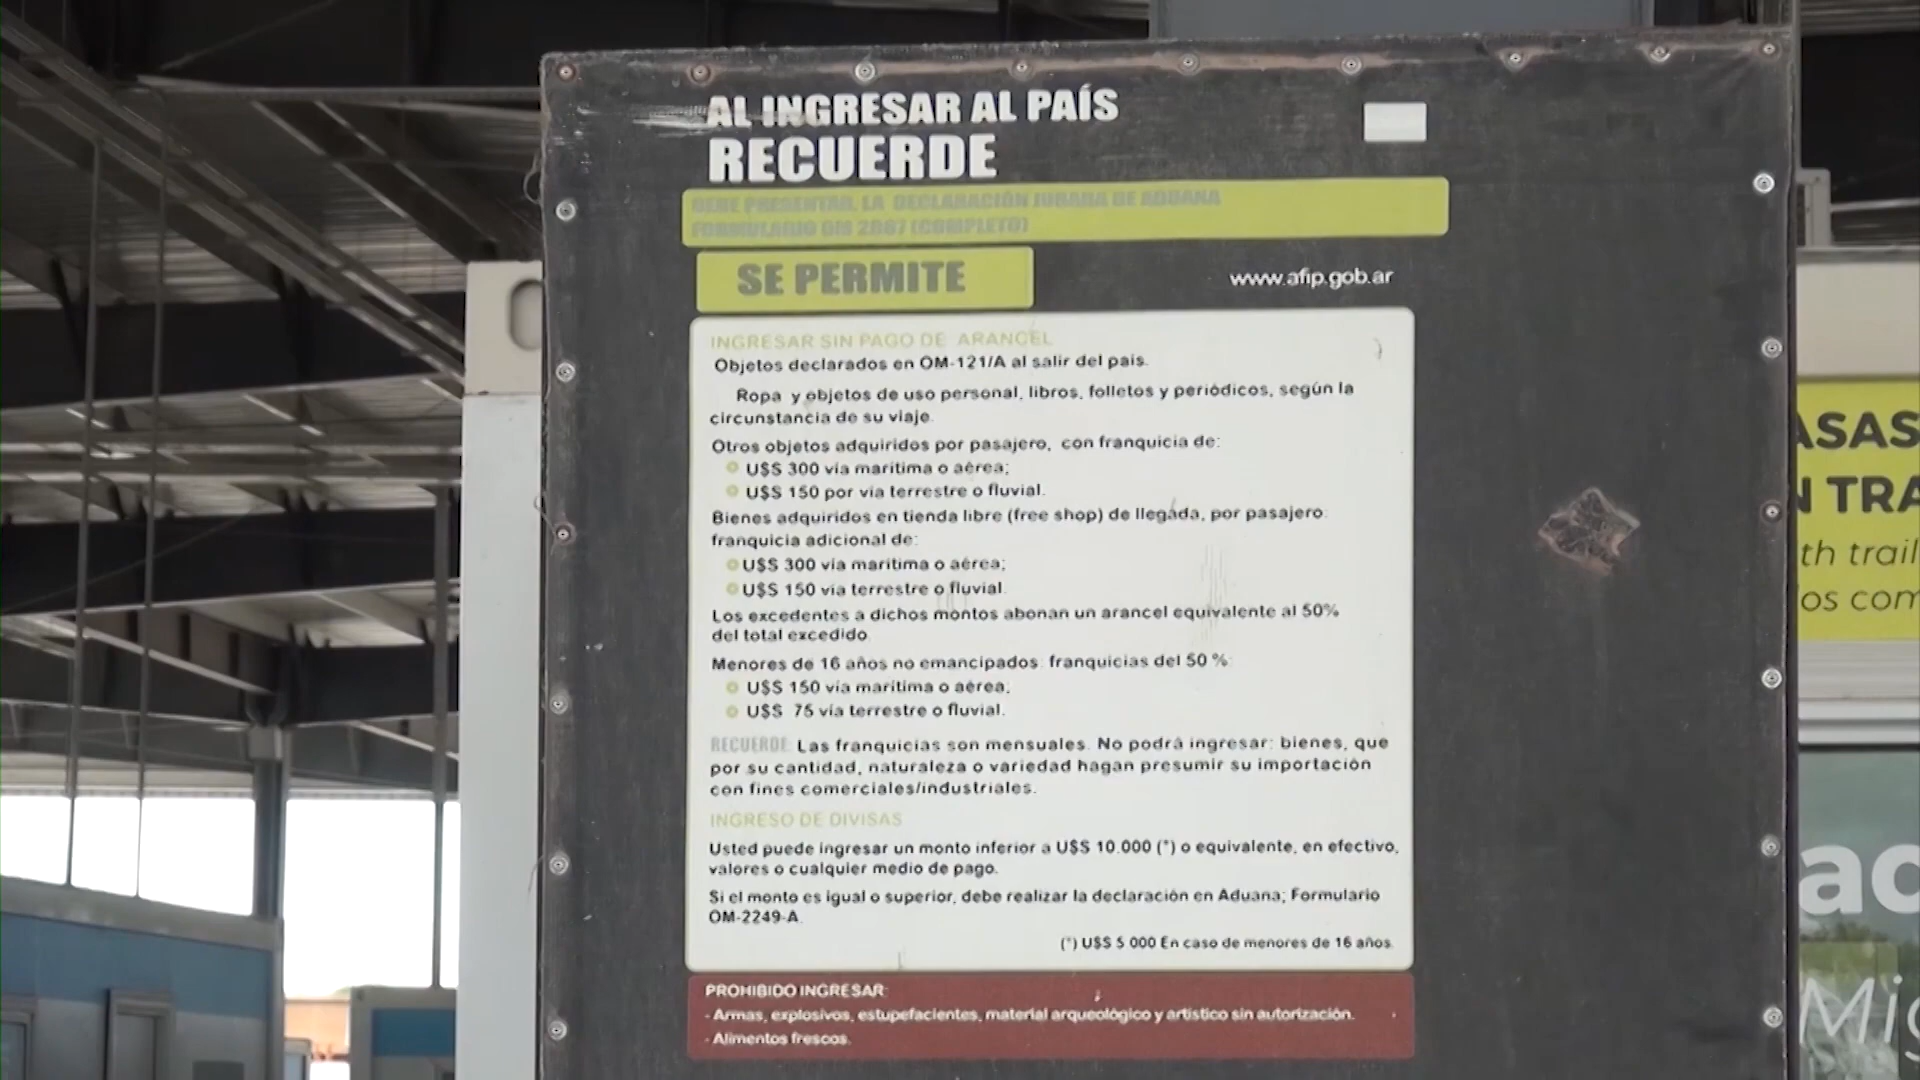 AL INGRESAR AL PAÍS
RECUERDE
DEBE PRESENTAR, LA DECLARACIÓN JURADA DE ADUANA
FORMULARIO OM 2087 (COMPLETO)
SE PERMITE
www.afip.gob.ar
INGRESAR SIN PAGO DE ARANCEL
Objetos declarados en OM-121/A al salir del país.
Ropa y objetos de uso personal, libros, folletos y periódicos, según la
circunstancia de su viaje.
Otros objetos adquiridos por pasajero, con franquicia de:
U$S 300 vía marítima o aérea;
U$S 150 por vía terrestre o fluvial.
Bienes adquiridos en tienda libre (free shop) de llegada, por pasajero:
franquicia adicional de:
U$S 300 vía marítima o aérea;
U$S 150 vía terrestre o fluvial.
Los excedentes a dichos montos abonan un arancel equivalente al 50%
del total excedido.
Menores de 16 años no emancipados: franquicias del 50 %:
U$S 150 vía marítima o aérea;
U$S 75 vía terrestre o fluvial.
RECUERDE: Las franquicias son mensuales. No podrá ingresar: bienes, que
por su cantidad, naturaleza o variedad hagan presumir su importación
con fines comerciales/industriales.
INGRESO DE DIVISAS
Usted puede ingresar un monto inferior a U$S 10.000 (*) o equivalente, en efectivo,
valores o cualquier medio de pago.
Si el monto es igual o superior, debe realizar la declaración en Aduana; Formulario
OM-2249-A.
(*) U$S 5.000 En caso de menores de 16 años.
PROHIBIDO INGRESAR:
- Armas, explosivos, estupefacientes, material arqueológico y artístico sin autorización.
- Alimentos frescos.
ASAS
N TRA
th trail
os com
ac
Mig